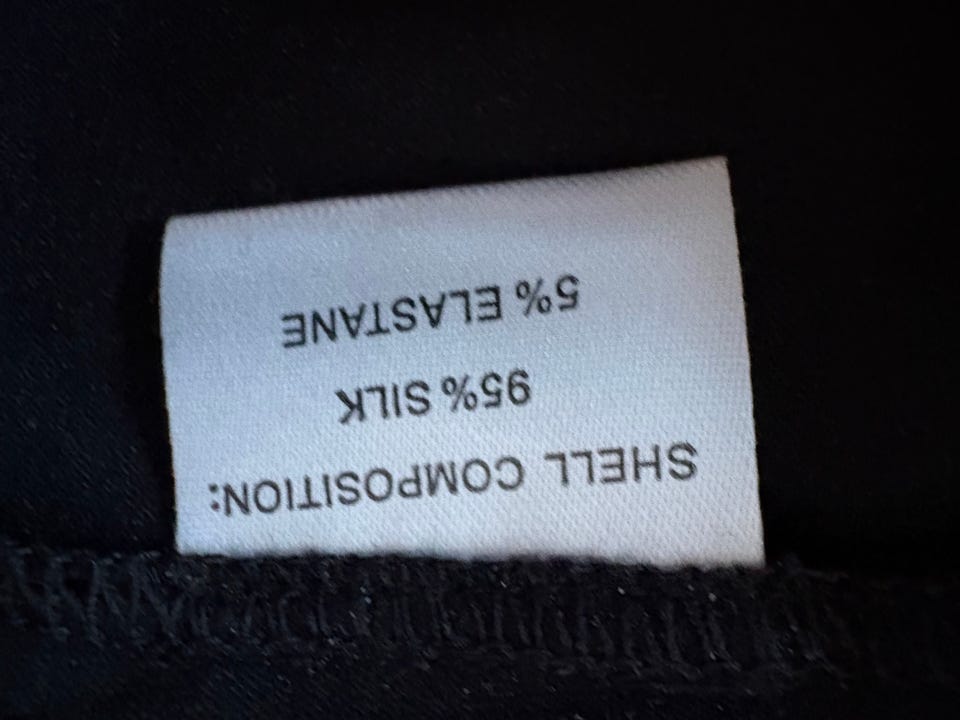 SHELL COMPOSITION:
95% SILK
5% ELASTANE